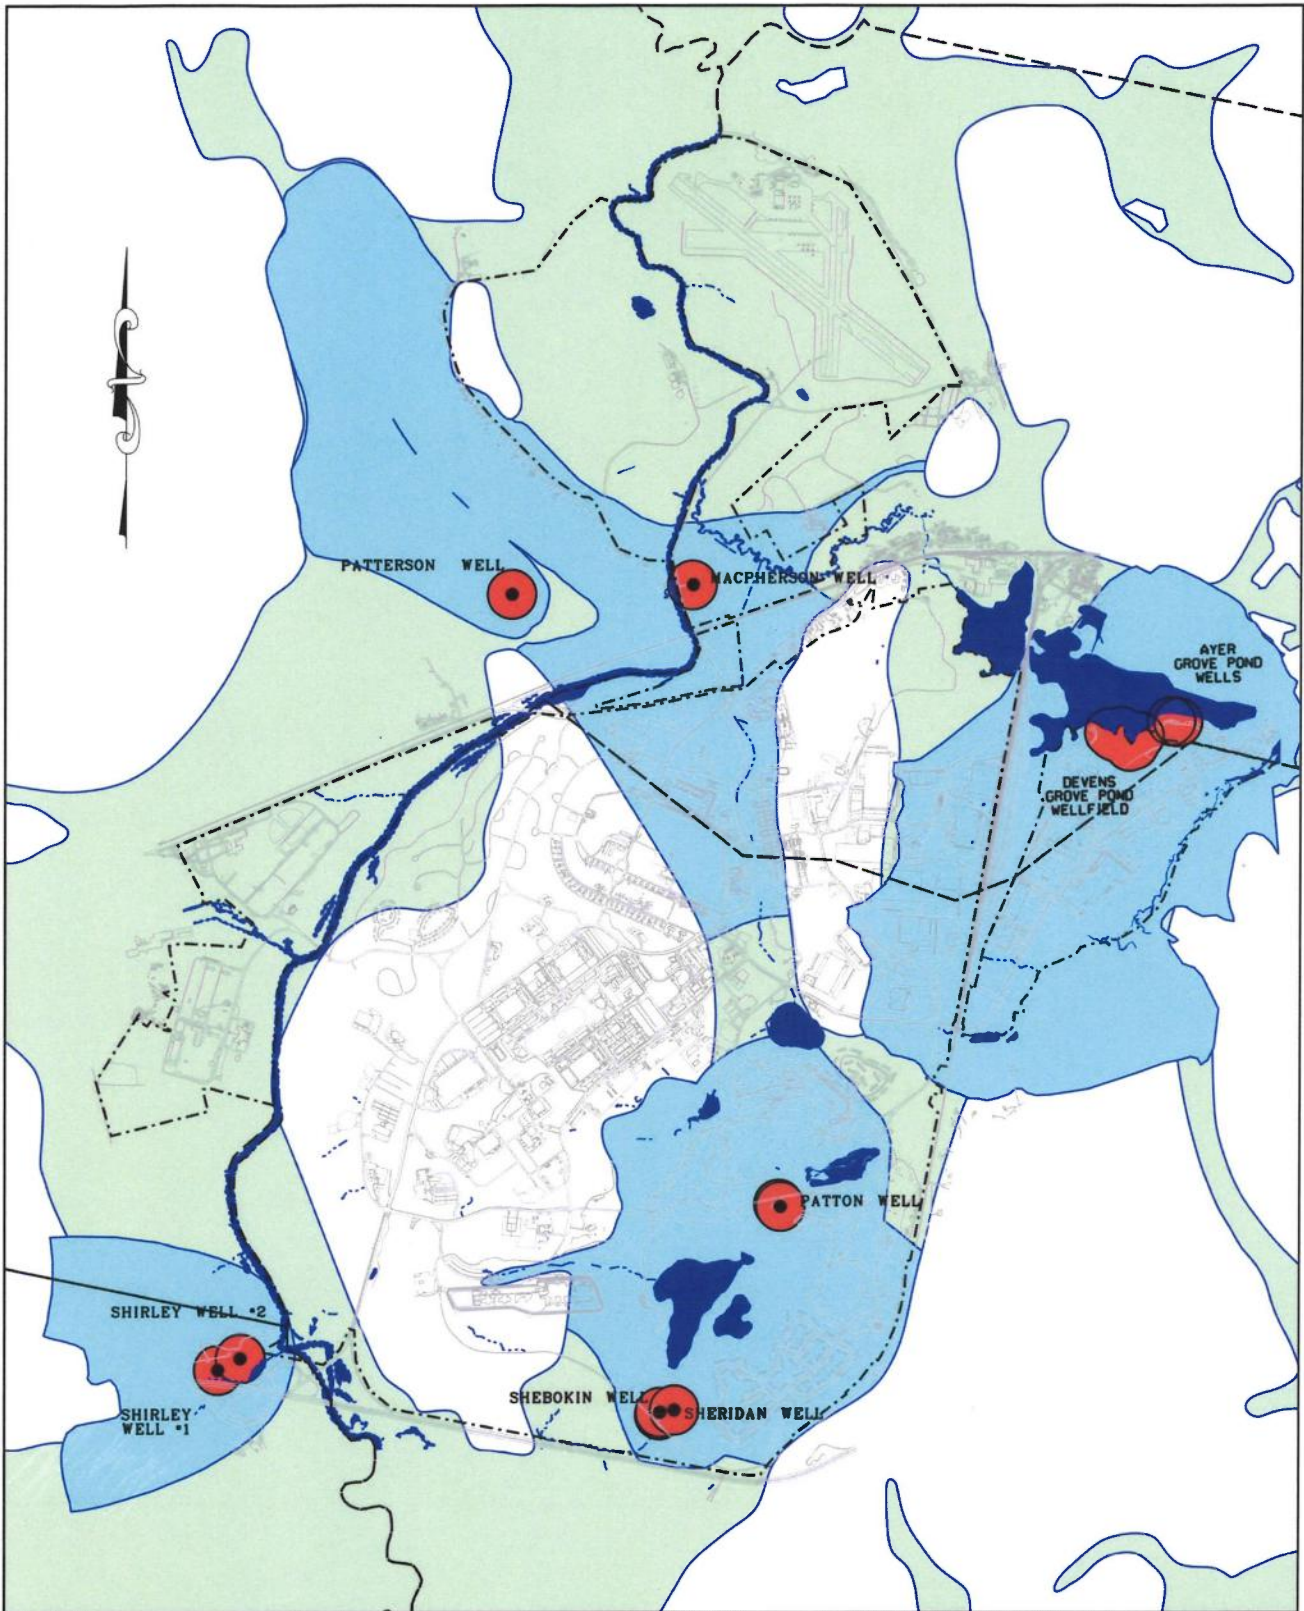 PATTERSON WELL
MACPHERSON WELL
AYER
GROVE POND
WELLS
DEVENS
GROVE POND
WELLFIELD
PATTON WELL
SHIRLEY WELL #2
SHIRLEY
WELL #1
SHEBOKIN WELL
SHERIDAN WELL